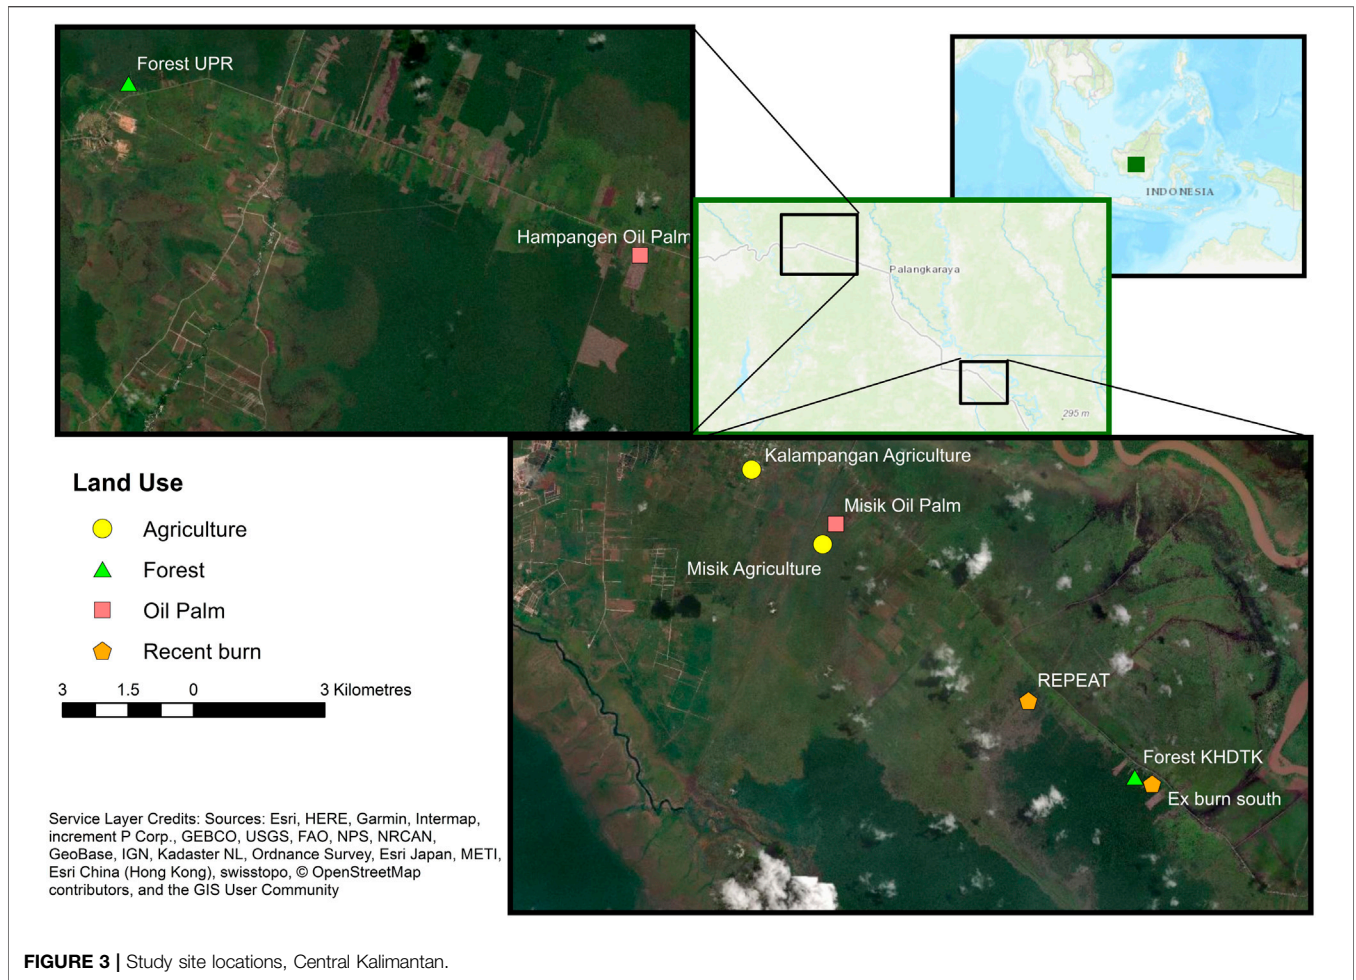 Forest UPR
Hampangen Oil Palm
INDONESIA
Palangkaraya
295 m
Land Use
Agriculture
Forest
Oil Palm
Recent burn
3 1.5 0 3 Kilometres
Kalampangan Agriculture
Misik Oil Palm
Misik Agriculture
REPEAT
Forest KHDTK
Ex burn south
Service Layer Credits: Sources: Esri, HERE, Garmin, Intermap,
increment P Corp., GEBCO, USGS, FAO, NPS, NRCAN,
GeoBase, IGN, Kadaster NL, Ordnance Survey, Esri Japan, METI,
Esri China (Hong Kong), swisstopo, © OpenStreetMap
contributors, and the GIS User Community
FIGURE 3 | Study site locations, Central Kalimantan.